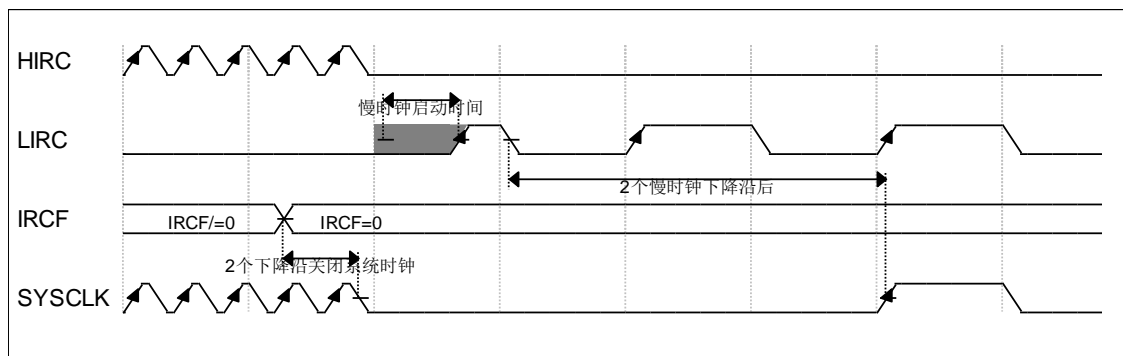 HIRC
慢时钟启动时间
LIRC
2个慢时钟下降沿后
IRCF
IRCF/=0
IRCF=0
2个下降沿关闭系统时钟
SYSCLK